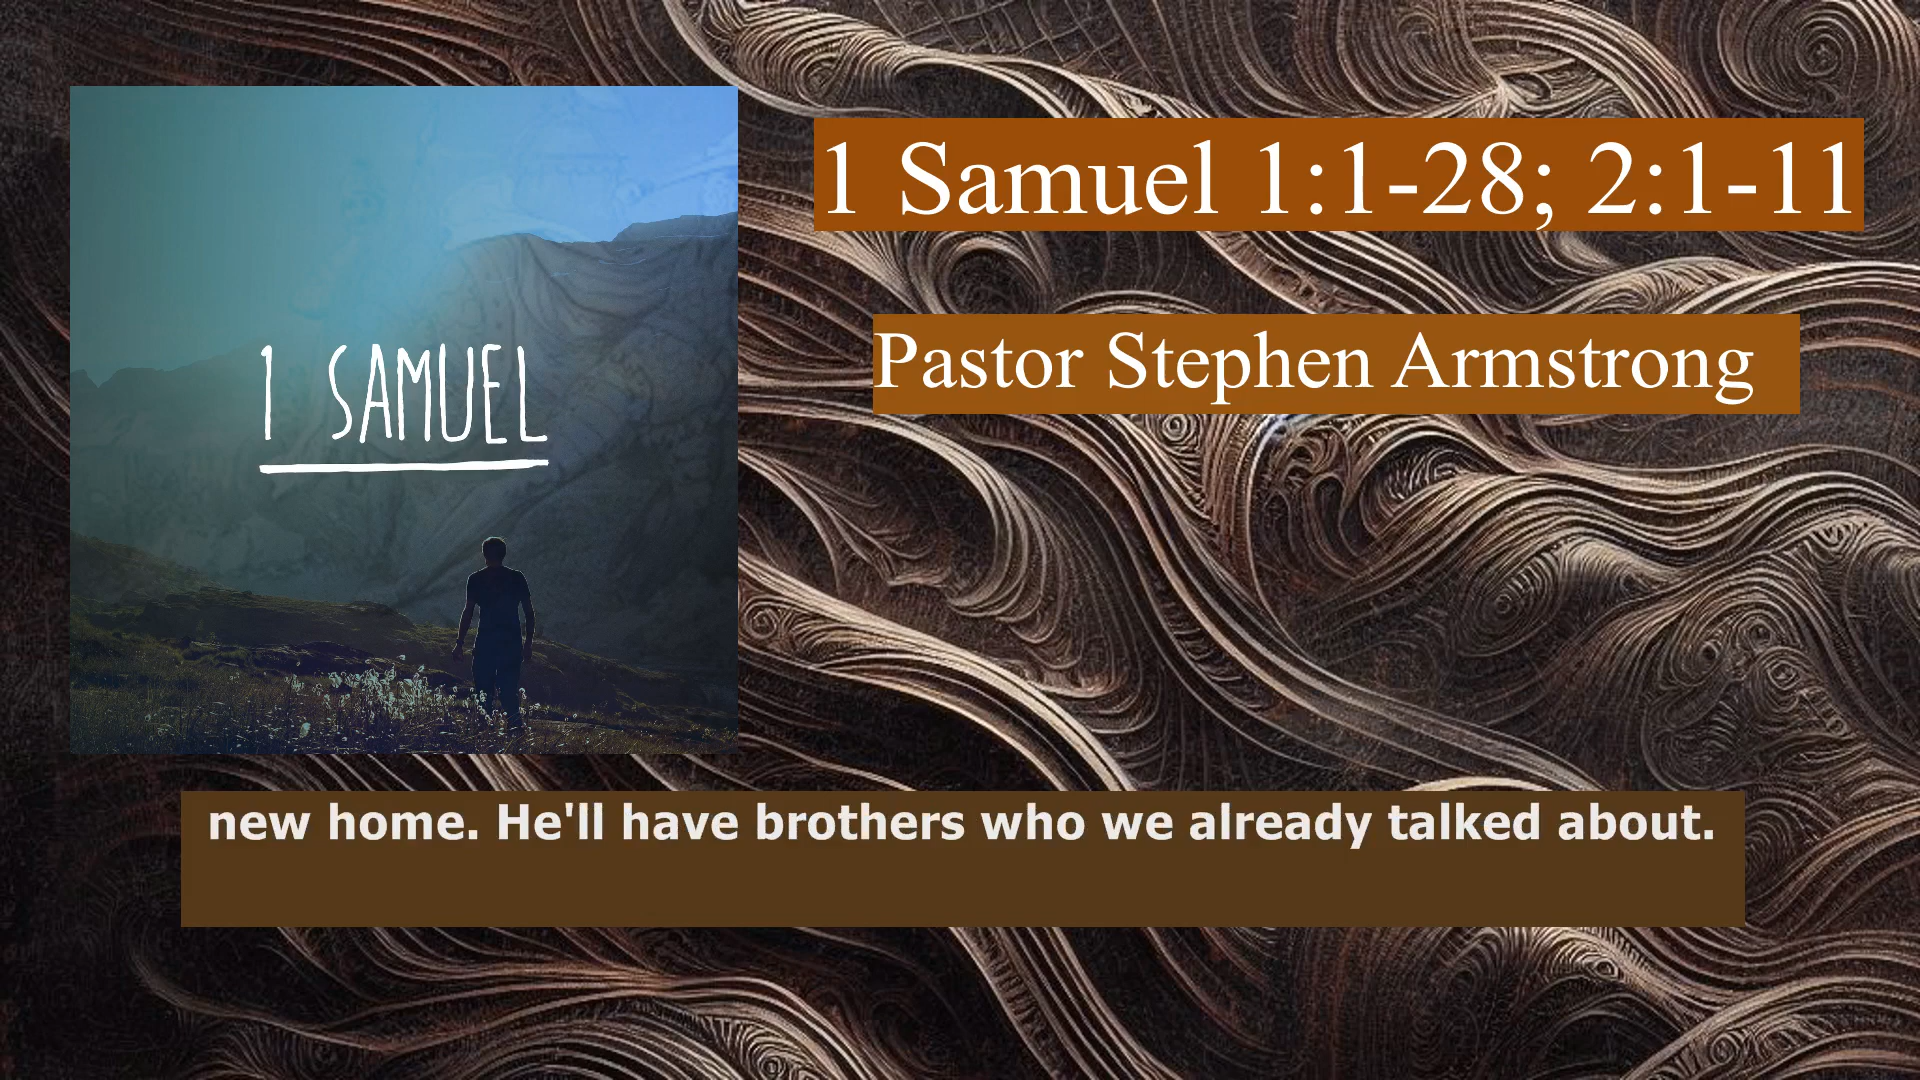 1 Samuel 1:1-28; 2:1-11
Pastor Stephen Armstrong
1 SAMUEL
new home. He'll have brothers who we already talked about.